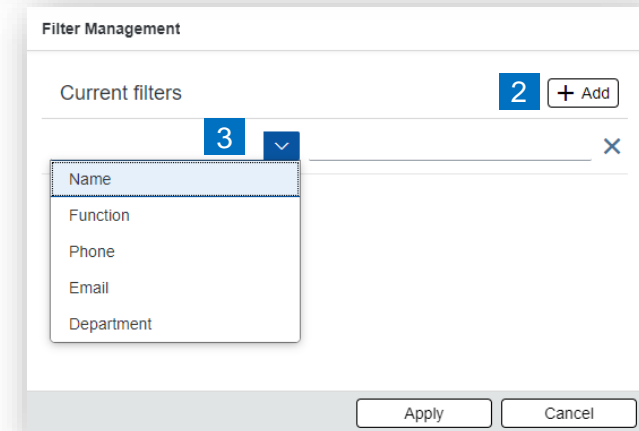 Filter Management
Current filters
2
+ Add
3
Name
Function
Phone
Email
Department
Apply
Cancel